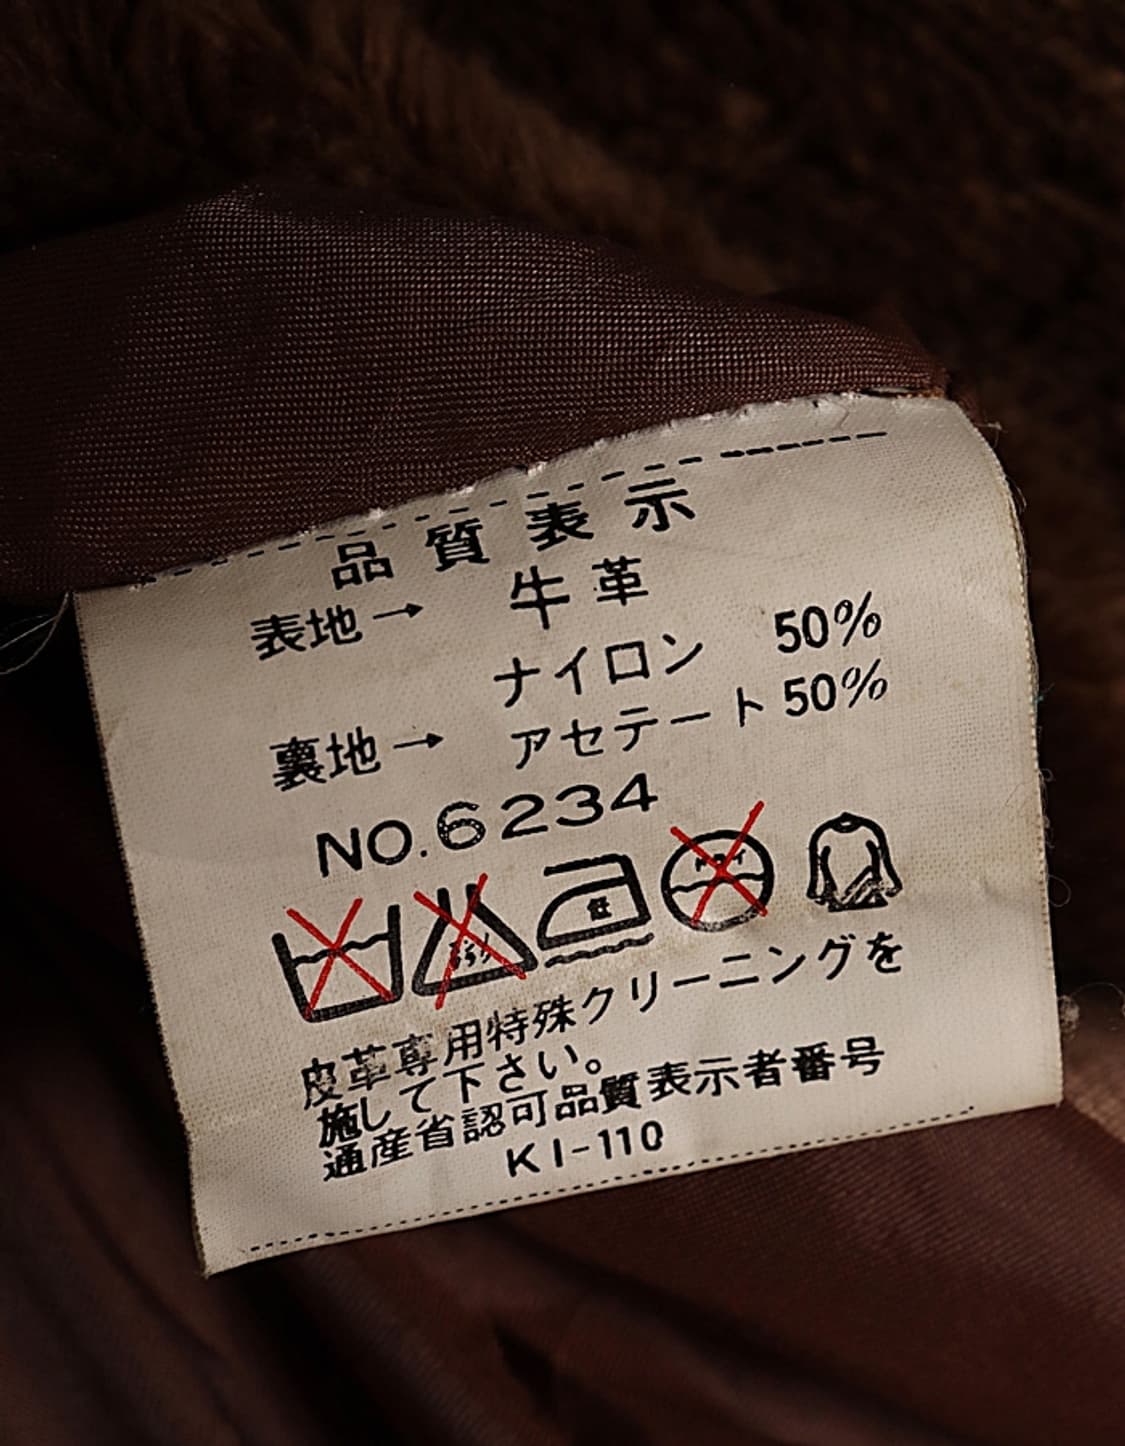 品質表示
表地→ 牛革
ナイロン 50%
裏地→ アセテート 50%
NO.6234
低
皮革専用特殊クリーニングを
施して下さい。
通産省認可品質表示者番号
KI-110